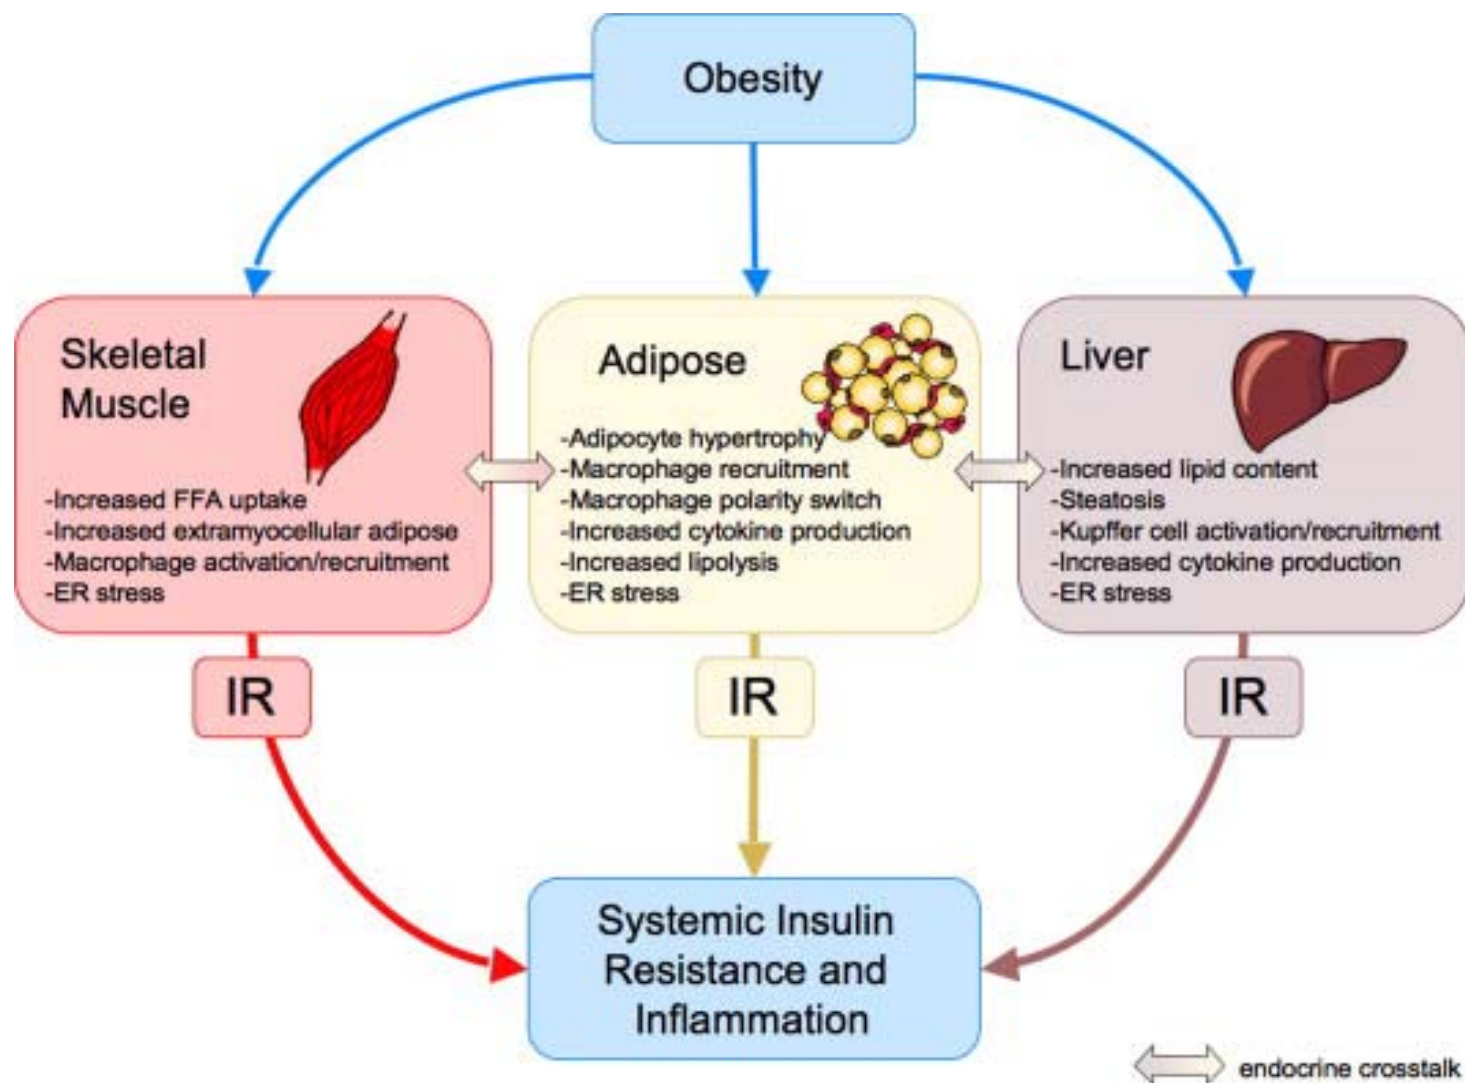 Obesity
Skeletal
Muscle
-Increased FFA uptake
-Increased extramyocellular adipose
-Macrophage activation/recruitment
-ER stress
Adipose
-Adipocyte hypertrophy
-Macrophage recruitment
-Macrophage polarity switch
-Increased cytokine production
-Increased lipolysis
-ER stress
Liver
-Increased lipid content
-Steatosis
-Kupffer cell activation/recruitment
-Increased cytokine production
-ER stress
IR
IR
IR
Systemic Insulin
Resistance and
Inflammation
endocrine crosstalk